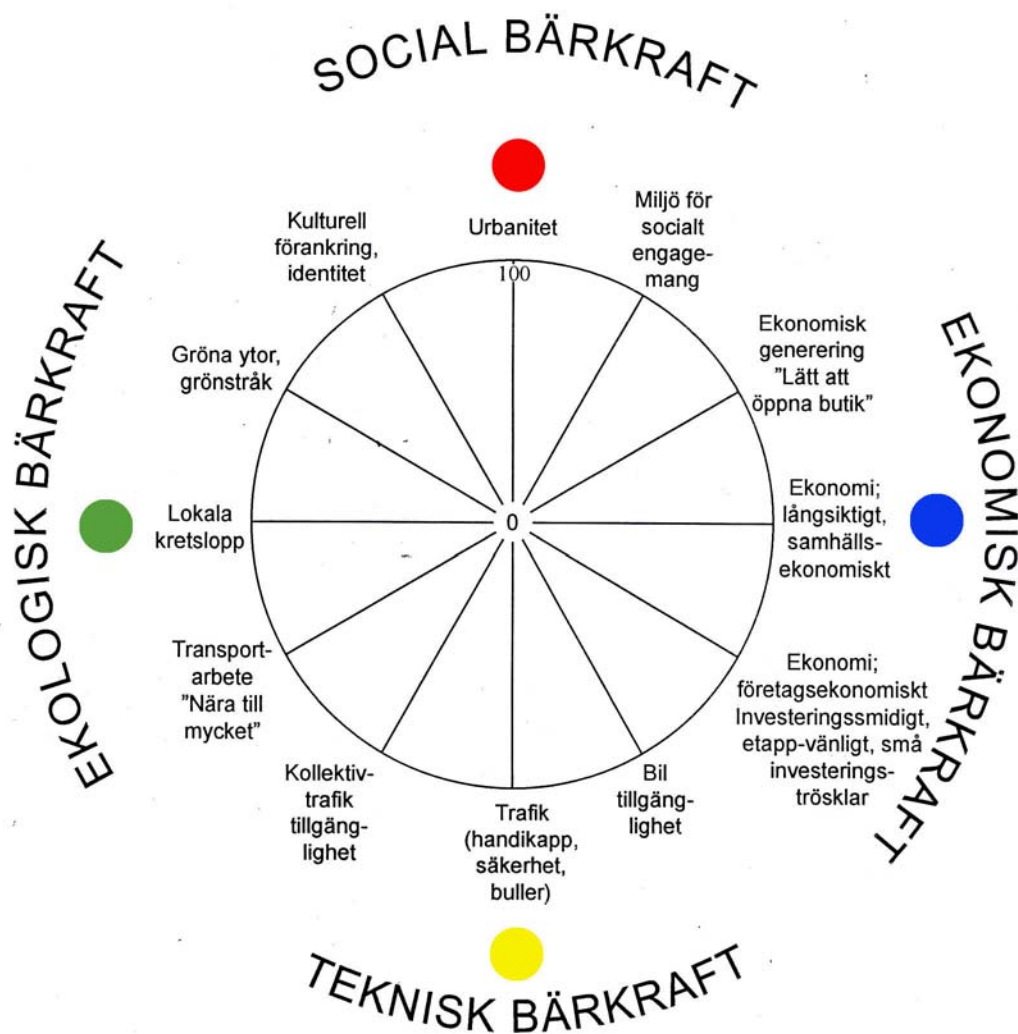 SOCIAL BÄRKRAFT
Kulturell
förankring,
identitet
Urbanitet
Miljö för
socialt
engage-
mang
100
Gröna ytor,
grönstråk
Ekonomisk
generering
"Lätt att
öppna butik"
EKOLOGISK BÄRKRAFT
Lokala
kretslopp
0
Ekonomi;
långsiktigt,
samhälls-
ekonomiskt
EKONOMISK BÄRKRAFT
Transport-
arbete
"Nära till
mycket"
Ekonomi;
företagsekonomiskt
Investeringssmidigt,
etapp-vänligt, små
investerings-
trösklar
Kollektiv-
trafik
tillgäng-
lighet
Trafik
(handikapp,
säkerhet,
buller)
Bil
tillgäng-
lighet
TEKNISK BÄRKRAFT